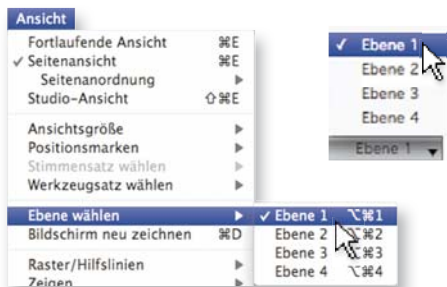 Ansicht
Fortlaufende Ansicht ⌘E
✓ Seitenansicht ⌘E
Seitenanordnung ▶
Studio-Ansicht ⇧⌘E
Ansichtsgröße ▶
Positionsmarken ▶
Stimmensatz wählen ▶
Werkzeugsatz wählen ▶
Ebene wählen ▶
Bildschirm neu zeichnen ⌘D
Raster/Hilfslinien ▶
Zeigen ▶
✓ Ebene 1 ⌥⌘1
Ebene 2 ⌥⌘2
Ebene 3 ⌥⌘3
Ebene 4 ⌥⌘4
✓ Ebene 1
Ebene 2
Ebene 3
Ebene 4
Ebene 1 ▼